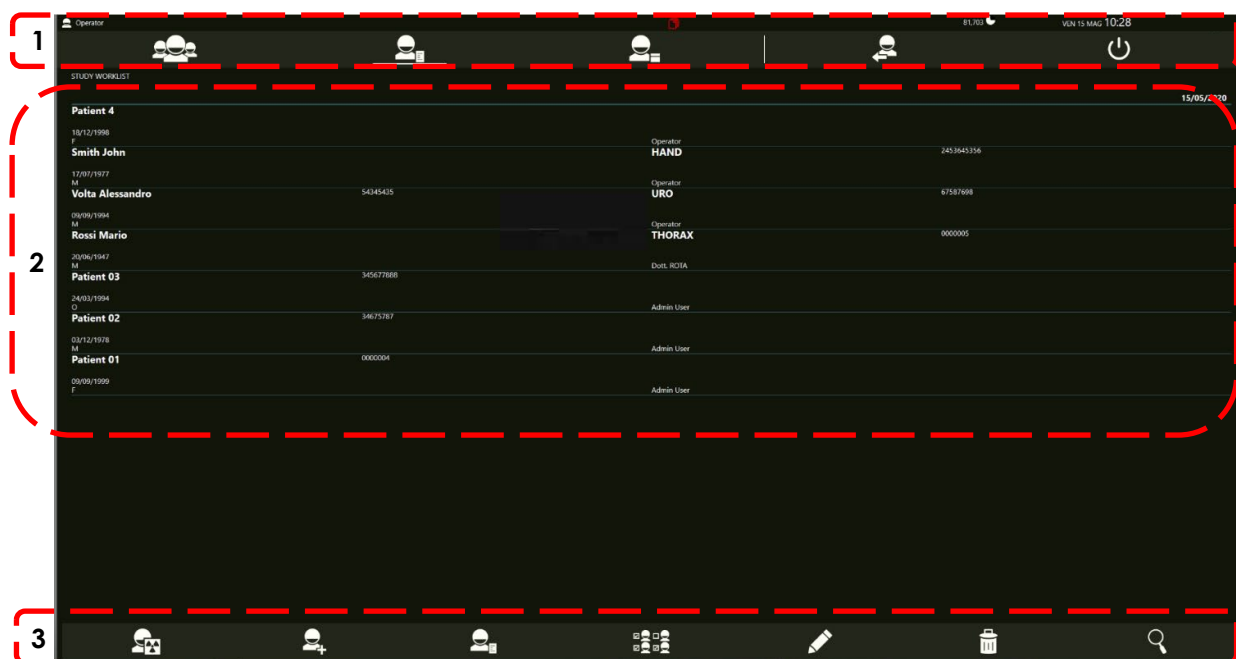 1
Operator 81,703 VEN 15 MAG 10:28
STUDY WORKLIST
15/05/2020
Patient 4
18/12/1998
F Operator
Smith John HAND 2453645356
17/07/1977
M Operator
Volta Alessandro 54345435 URO 67587698
09/09/1994
M Operator
Rossi Mario THORAX 0000005
2
20/06/1947
M Dott. ROTA
Patient 03 345677888
24/03/1994
O Admin User
Patient 02 34675787
03/12/1978
M Admin User
Patient 01 0000004
09/09/1999
F Admin User
3